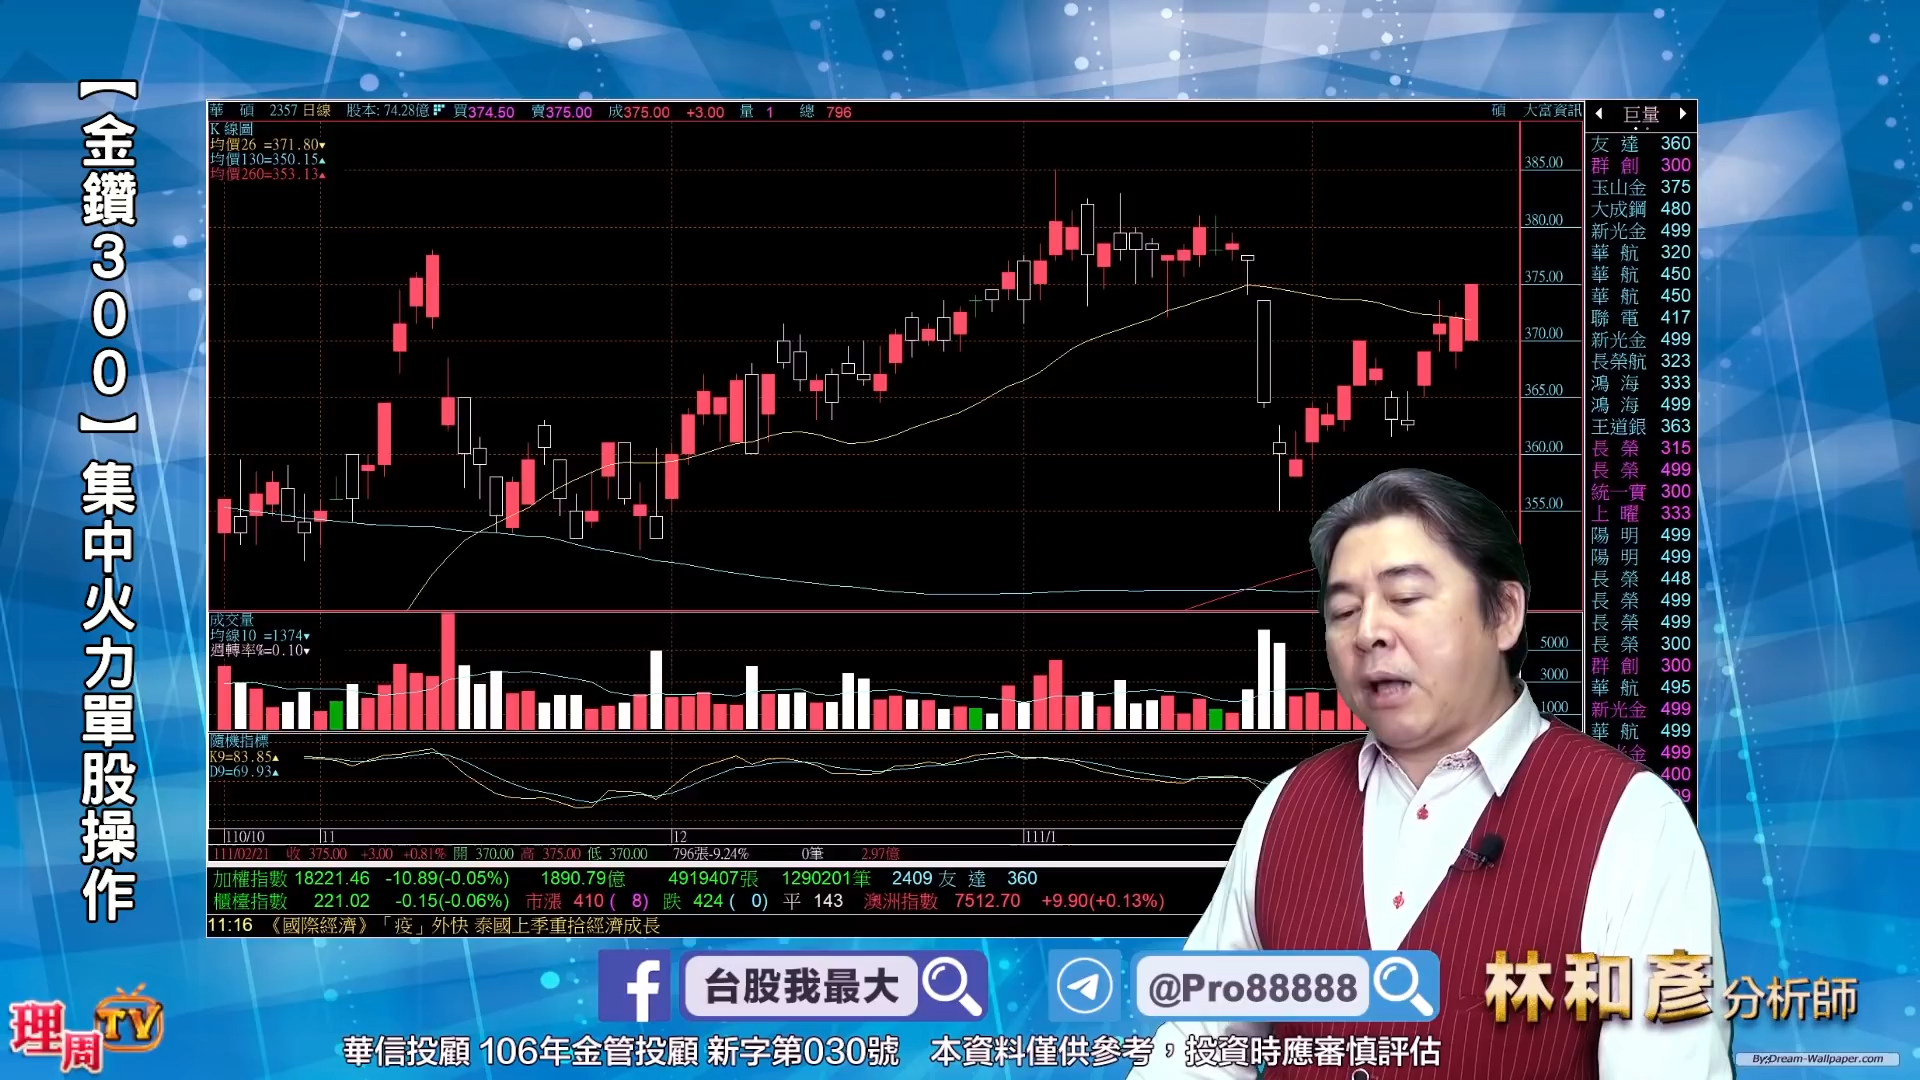 【金鑽300】集中火力單股操作
華 碩 2357 日線 股本: 74.28億 買374.50 賣375.00 成375.00 +3.00 量 1 總 796 碩 大富資訊
K 線圖
均價26 =371.80▾
均價130=350.15▴
均價260=353.13▴
385.00
380.00
375.00
370.00
365.00
360.00
355.00
成交量
均線10 =1374▾
週轉率%=0.10▾
5000
3000
1000
隨機指標
K9=83.85▴
D9=69.93▴
110/10 11 12 111/1
111/02/21 收 375.00 +3.00 +0.81% 開 370.00 高 375.00 低 370.00 796張-9.24% 0筆 2.97億
加權指數 18221.46 -10.89(-0.05%) 1890.79億 4919407張 1290201筆 2409 友 達 360
櫃檯指數 221.02 -0.15(-0.06%) 市漲 410 ( 8) 跌 424 ( 0) 平 143 澳洲指數 7512.70 +9.90(+0.13%)
11:16 《國際經濟》「疫」外快 泰國上季重拾經濟成長
巨量
友 達 360
群 創 300
玉山金 375
大成鋼 480
新光金 499
華 航 320
華 航 450
華 航 450
聯 電 417
新光金 499
長榮航 323
鴻 海 333
鴻 海 499
王道銀 363
長 榮 315
長 榮 499
統一實 300
上 曜 333
陽 明 499
陽 明 499
長 榮 448
長 榮 499
長 榮 499
長 榮 300
群 創 300
華 航 495
新光金 499
華 航 499
金 499
400
99
台股我最大
@Pro88888
林和彥分析師
理周TV
華信投顧 106年金管投顧 新字第030號 本資料僅供參考，投資時應審慎評估
By:Dream-Wallpaper.com